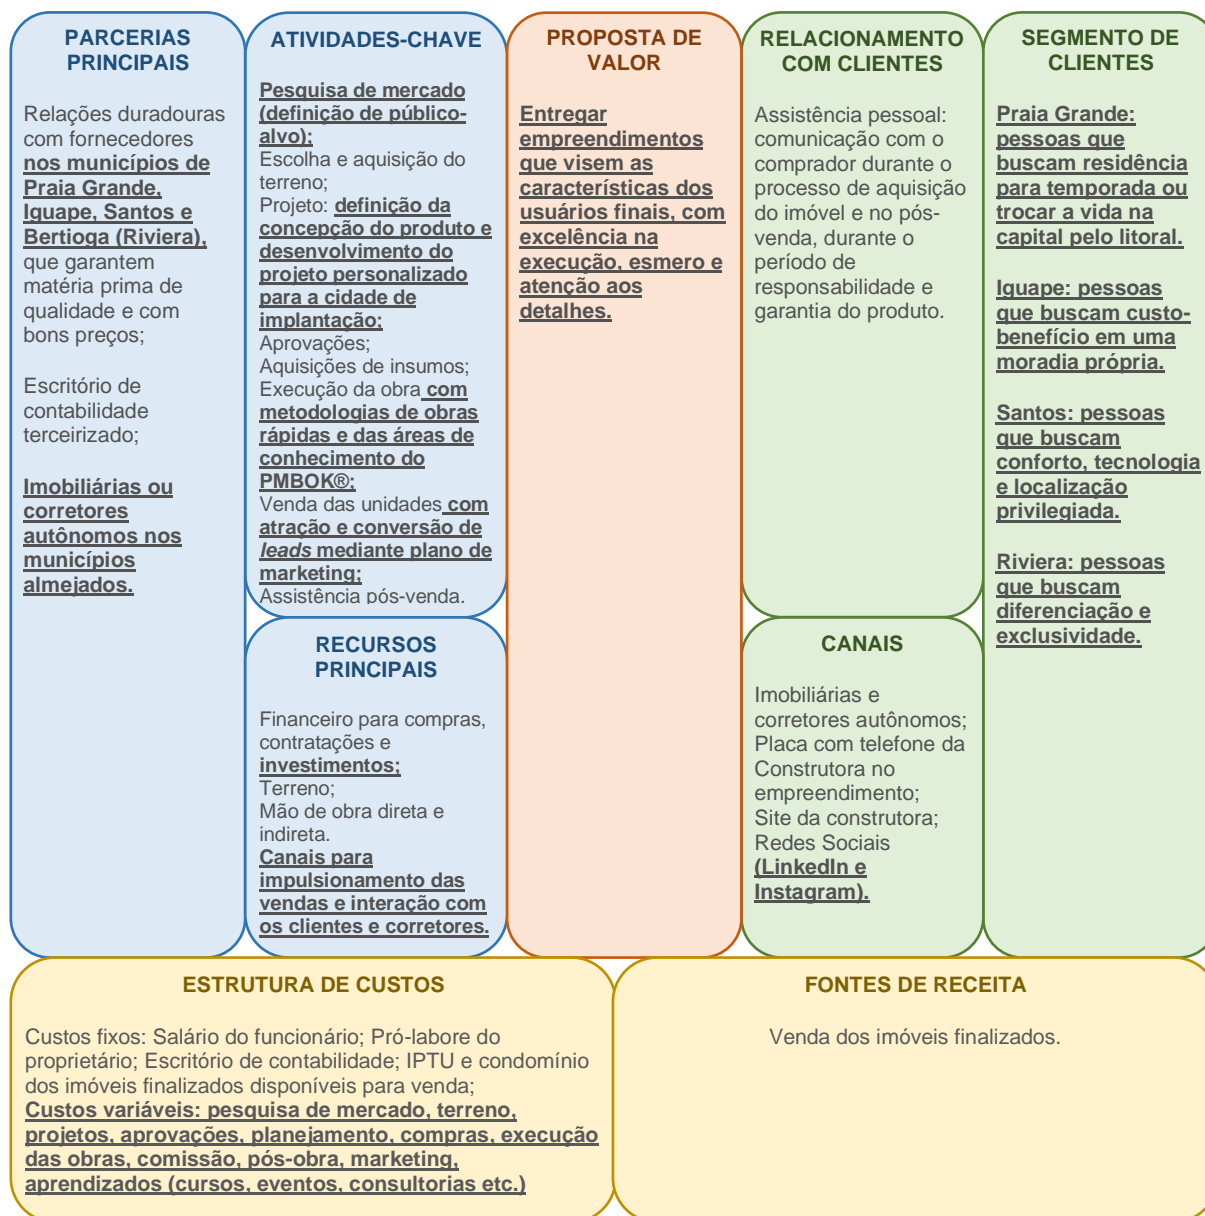 PARCERIAS
PRINCIPAIS
Relações duradouras
com fornecedores
nos municípios de
Praia Grande,
Iguape, Santos e
Bertioga (Riviera),
que garantem
matéria prima de
qualidade e com
bons preços;
Escritório de
contabilidade
terceirizado;
Imobiliárias ou
corretores
autônomos nos
municípios
almejados.
ATIVIDADES-CHAVE
Pesquisa de mercado
(definição de público-
alvo);
Escolha e aquisição do
terreno;
Projeto: definição da
concepção do produto e
desenvolvimento do
projeto personalizado
para a cidade de
implantação;
Aprovações;
Aquisições de insumos;
Execução da obra com
metodologias de obras
rápidas e das áreas de
conhecimento do
PMBOK®;
Venda das unidades com
atração e conversão de
leads mediante plano de
marketing;
Assistência pós-venda.
RECURSOS
PRINCIPAIS
Financeiro para compras,
contratações e
investimentos;
Terreno;
Mão de obra direta e
indireta.
Canais para
impulsionamento das
vendas e interação com
os clientes e corretores.
PROPOSTA DE
VALOR
Entregar
empreendimentos
que visem as
características dos
usuários finais, com
excelência na
execução, esmero e
atenção aos
detalhes.
RELACIONAMENTO
COM CLIENTES
Assistência pessoal:
comunicação com o
comprador durante o
processo de aquisição
do imóvel e no pós-
venda, durante o
período de
responsabilidade e
garantia do produto.
CANAIS
Imobiliárias e
corretores autônomos;
Placa com telefone da
Construtora no
empreendimento;
Site da construtora;
Redes Sociais
(LinkedIn e
Instagram).
SEGMENTO DE
CLIENTES
Praia Grande:
pessoas que
buscam residência
para temporada ou
trocar a vida na
capital pelo litoral.
Iguape: pessoas
que buscam custo-
benefício em uma
moradia própria.
Santos: pessoas
que buscam
conforto, tecnologia
e localização
privilegiada.
Riviera: pessoas
que buscam
diferenciação e
exclusividade.
ESTRUTURA DE CUSTOS
Custos fixos: Salário do funcionário; Pró-labore do
proprietário; Escritório de contabilidade; IPTU e condomínio
dos imóveis finalizados disponíveis para venda;
Custos variáveis: pesquisa de mercado, terreno,
projetos, aprovações, planejamento, compras, execução
das obras, comissão, pós-obra, marketing,
aprendizados (cursos, eventos, consultorias etc.)
FONTES DE RECEITA
Venda dos imóveis finalizados.